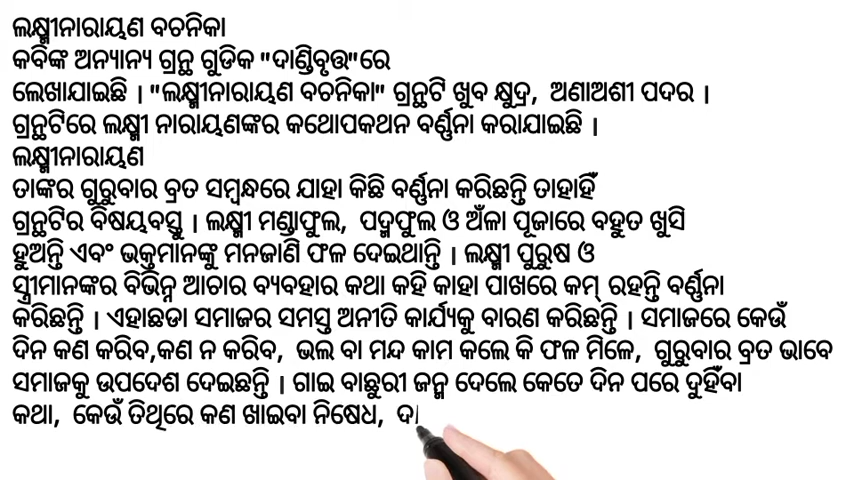 ଲକ୍ଷ୍ମୀନାରାୟଣ ବଚନିକା
କବିଙ୍କ ଅନ୍ୟାନ୍ୟ ଗ୍ରନ୍ଥ ଗୁଡିକ "ଦାଣ୍ଡିବୃତ୍ତ"ରେ
ଲେଖାଯାଇଛି । "ଲକ୍ଷ୍ମୀନାରାୟଣ ବଚନିକା" ଗ୍ରନ୍ଥଟି ଖୁବ କ୍ଷୁଦ୍ର, ଅଣାଅଶୀ ପଦର ।
ଗ୍ରନ୍ଥଟିରେ ଲକ୍ଷ୍ମୀ ନାରାୟଣଙ୍କର କଥୋପକଥନ ବର୍ଣ୍ଣନା କରାଯାଇଛି ।
ଲକ୍ଷ୍ମୀନାରାୟଣ
ତାଙ୍କର ଗୁରୁବାର ବ୍ରତ ସମ୍ବନ୍ଧରେ ଯାହା କିଛି ବର୍ଣ୍ଣନା କରିଛନ୍ତି ତାହାହିଁ
ଗ୍ରନ୍ଥଟିର ବିଷୟବସ୍ତୁ । ଲକ୍ଷ୍ମୀ ମଣ୍ଡାଫୁଲ, ପଦ୍ମଫୁଲ ଓ ଅଁଳା ପୂଜାରେ ବହୁତ ଖୁସି
ହୁଅନ୍ତି ଏବଂ ଭକ୍ତମାନଙ୍କୁ ମନଜାଣି ଫଳ ଦେଇଥାନ୍ତି । ଲକ୍ଷ୍ମୀ ପୁରୁଷ ଓ
ସ୍ତ୍ରୀମାନଙ୍କର ବିଭିନ୍ନ ଆଚାର ବ୍ୟବହାର କଥା କହି କାହା ପାଖରେ କମ୍ ରହନ୍ତି ବର୍ଣ୍ଣନା
କରିଛନ୍ତି । ଏହାଛଡା ସମାଜର ସମସ୍ତ ଅନୀତି କାର୍ଯ୍ୟକୁ ବାରଣ କରିଛନ୍ତି । ସମାଜରେ କେଉଁ
ଦିନ କଣ କରିବ,କଣ ନ କରିବ, ଭଲ ବା ମନ୍ଦ କାମ କଲେ କି ଫଳ ମିଳେ, ଗୁରୁବାର ବ୍ରତ ଭାବେ
ସମାଜକୁ ଉପଦେଶ ଦେଇଛନ୍ତି । ଗାଇ ବାଛୁରୀ ଜନ୍ମ ଦେଲେ କେତେ ଦିନ ପରେ ଦୁହିଁବା
କଥା, କେଉଁ ତିଥିରେ କଣ ଖାଇବା ନିଷେଧ, ଦା